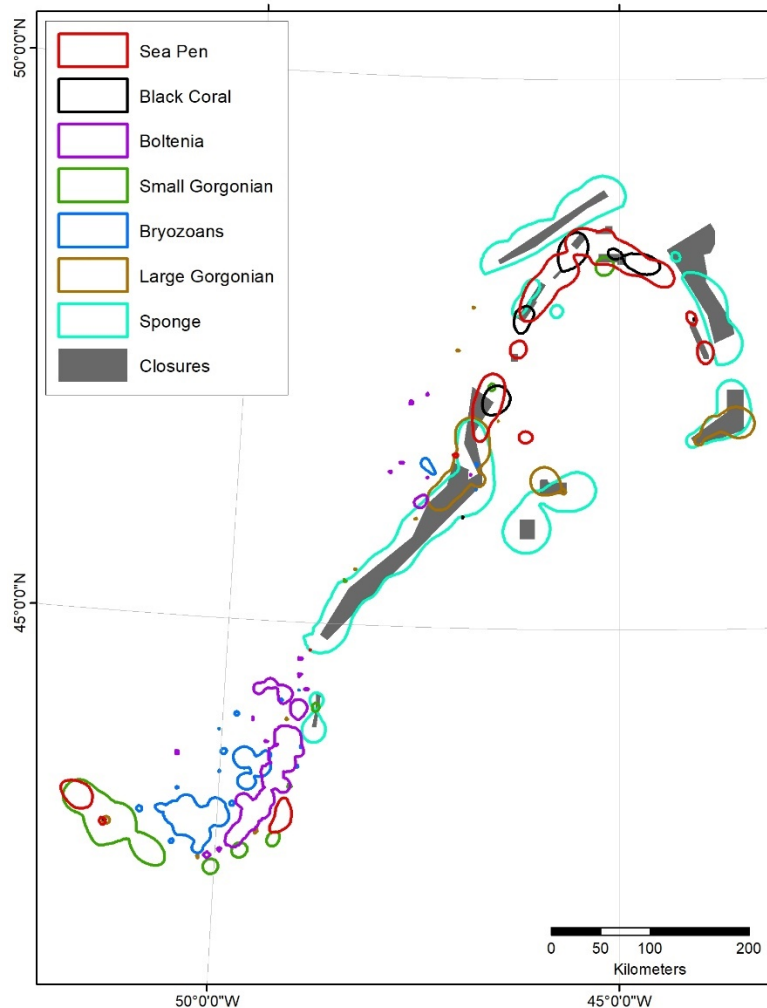 50°0'0"N
Sea Pen
Black Coral
Boltenia
Small Gorgonian
Bryozoans
Large Gorgonian
Sponge
Closures
45°0'0"N
0 50 100 200
Kilometers
50°0'0"W 45°0'0"W